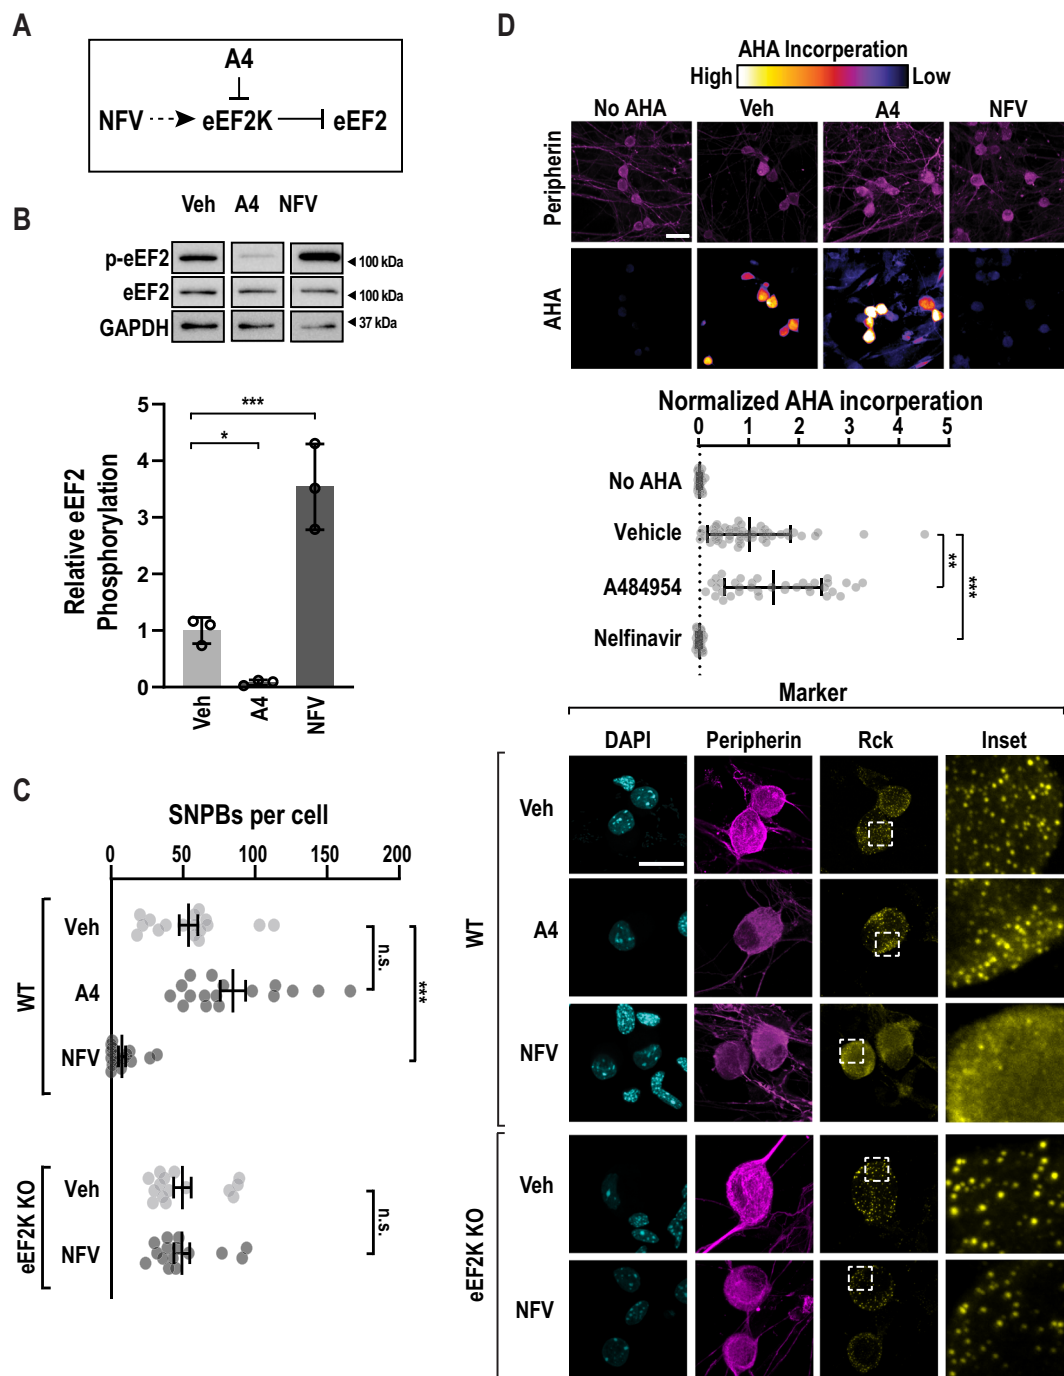 A
A4
NFV eEF2K eEF2
B
Veh A4 NFV
p-eEF2
◄ 100 kDa
eEF2
◄ 100 kDa
GAPDH
◄ 37 kDa
Relative eEF2
Phosphorylation
5
4
3
2
1
0
***
*
Veh
A4
NFV
C
SNPBs per cell
0 50 100 150 200
WT
Veh
A4
NFV
n.s.
***
eEF2K KO
Veh
NFV
n.s.
D
AHA Incorperation
High Low
No AHA Veh A4 NFV
Peripherin
AHA
Normalized AHA incorperation
0 1 2 3 4 5
No AHA
Vehicle
A484954
Nelfinavir
**
***
Marker
DAPI Peripherin Rck Inset
WT
Veh
A4
NFV
eEF2K KO
Veh
NFV